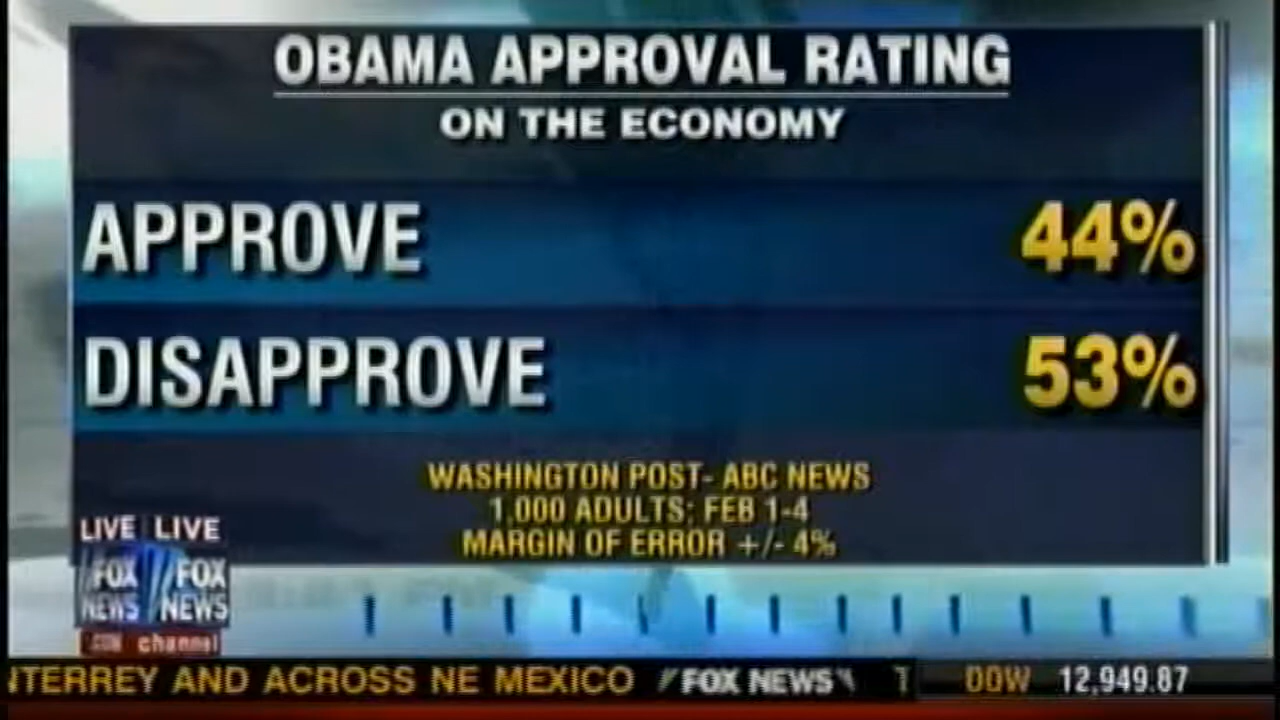 OBAMA APPROVAL RATING
ON THE ECONOMY
APPROVE 44%
DISAPPROVE 53%
WASHINGTON POST- ABC NEWS
1,000 ADULTS; FEB 1-4
MARGIN OF ERROR +/- 4%
LIVE LIVE
FOX FOX
NEWS NEWS
.COM channel
NTERREY AND ACROSS NE MEXICO FOX NEWS T DOW 12,949.87